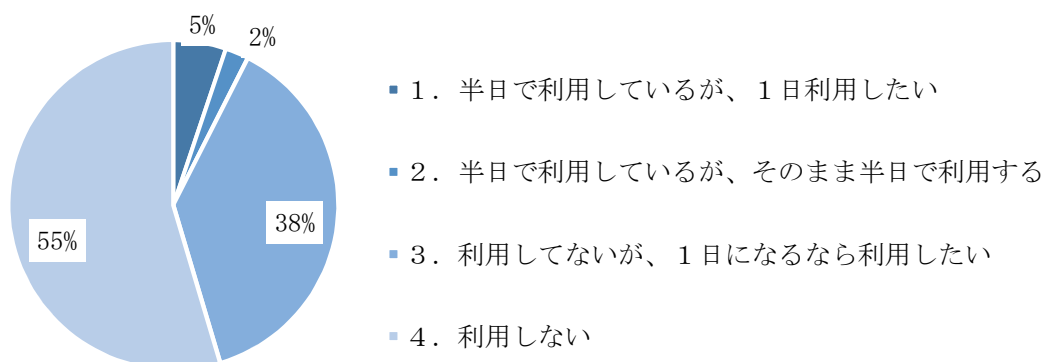 5%
2%
38%
55%
１．半日で利用しているが、１日利用したい
２．半日で利用しているが、そのまま半日で利用する
３．利用してないが、１日になるなら利用したい
４．利用しない